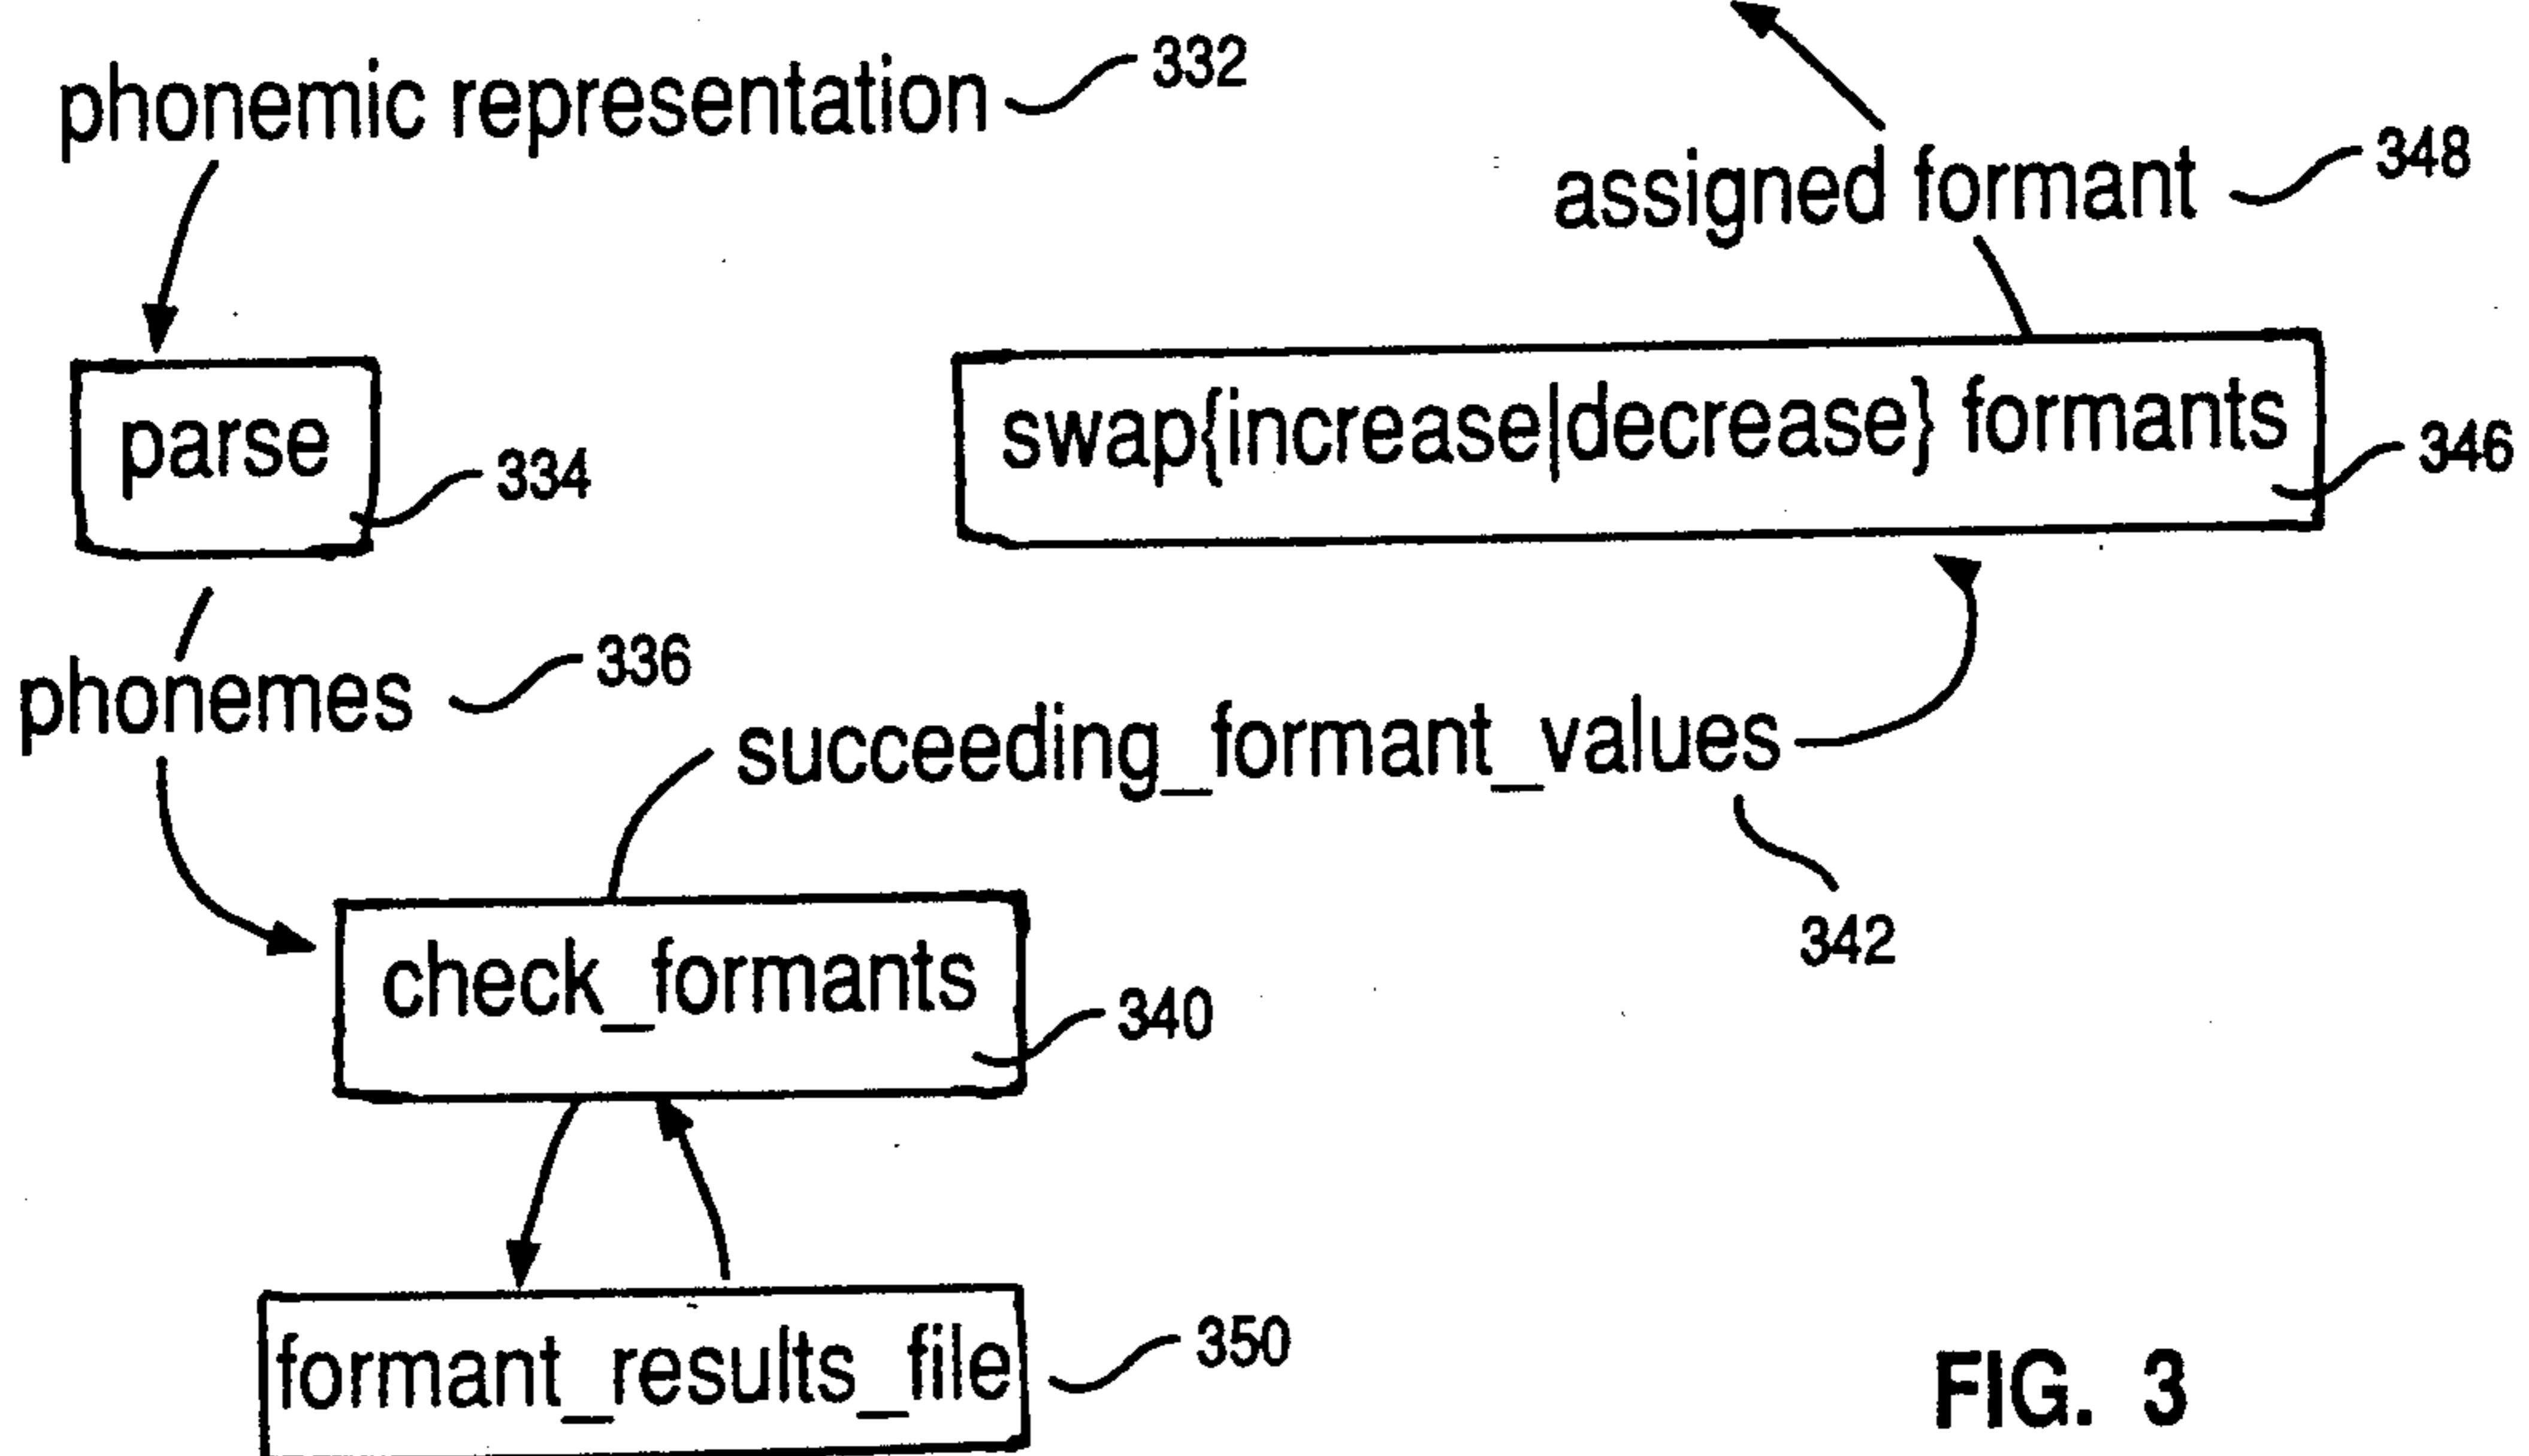 phonemic representation 332
assigned formant 348
parse 334
swap{increase|decrease} formants 346
phonemes 336
succeeding_formant_values
342
check_formants 340
formant_results_file 350
FIG. 3